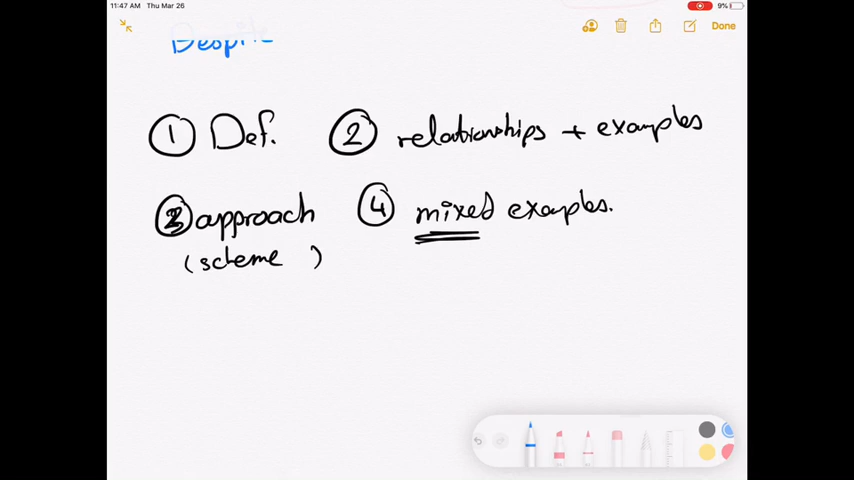 11:47 AM Thu Mar 26 9%
Done
Despite
1 Def. 2 relationships + examples
3 approach 4 mixed examples.
(scheme )